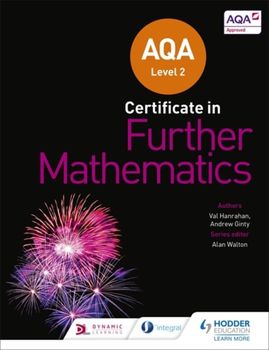 AQA
Approved
AQA
Level 2
Certificate in
Further
Mathematics
Authors
Val Hanrahan,
Andrew Ginty
Series editor
Alan Walton
DYNAMIC
LEARNING
integral
HODDER
EDUCATION
LEARN MORE